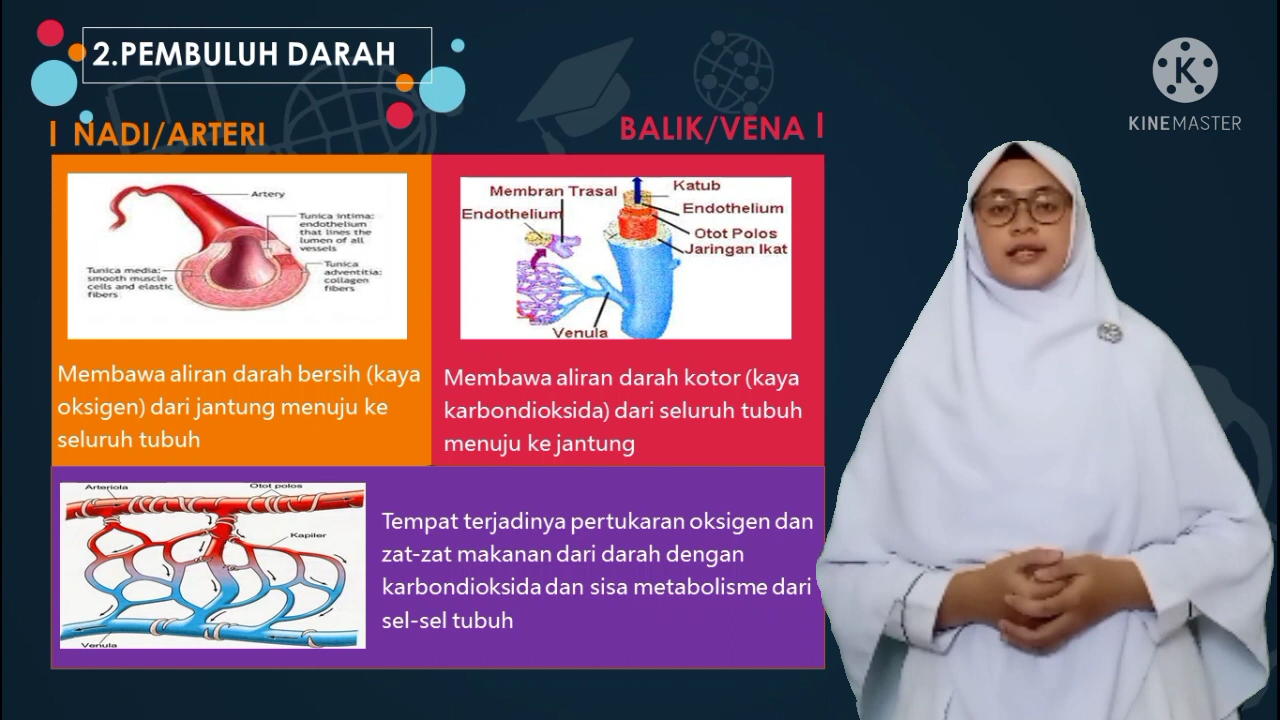 2.PEMBULUH DARAH
K
KINEMASTER
NADI/ARTERI
BALIK/VENA
Artery
Tunica intima:
endothelium
that lines the
lumen of all
vessels
Tunica media:
smooth muscle
cells and elastic
fibers
Tunica
adventitia:
collagen
fibers
Membran Trasal
Katub
Endothelium
Endothelium
Otot Polos
Jaringan Ikat
Venula
Membawa aliran darah bersih (kaya
oksigen) dari jantung menuju ke
seluruh tubuh
Membawa aliran darah kotor (kaya
karbondioksida) dari seluruh tubuh
menuju ke jantung
Arteriola
Otot polos
Kapiler
Venula
Tempat terjadinya pertukaran oksigen dan
zat-zat makanan dari darah dengan
karbondioksida dan sisa metabolisme dari
sel-sel tubuh